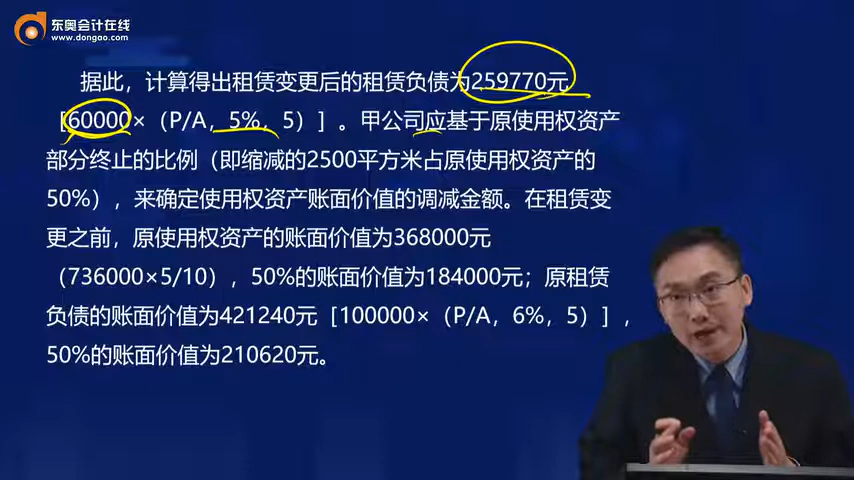 东奥会计在线
www.dongao.com
据此，计算得出租赁变更后的租赁负债为259770元
[60000×（P/A，5%，5）] 。甲公司应基于原使用权资产
部分终止的比例（即缩减的2500平方米占原使用权资产的
50%），来确定使用权资产账面价值的调减金额。在租赁变
更之前，原使用权资产的账面价值为368000元
（736000×5/10），50%的账面价值为184000元；原租赁
负债的账面价值为421240元 [100000×（P/A，6%，5）] ，
50%的账面价值为210620元。